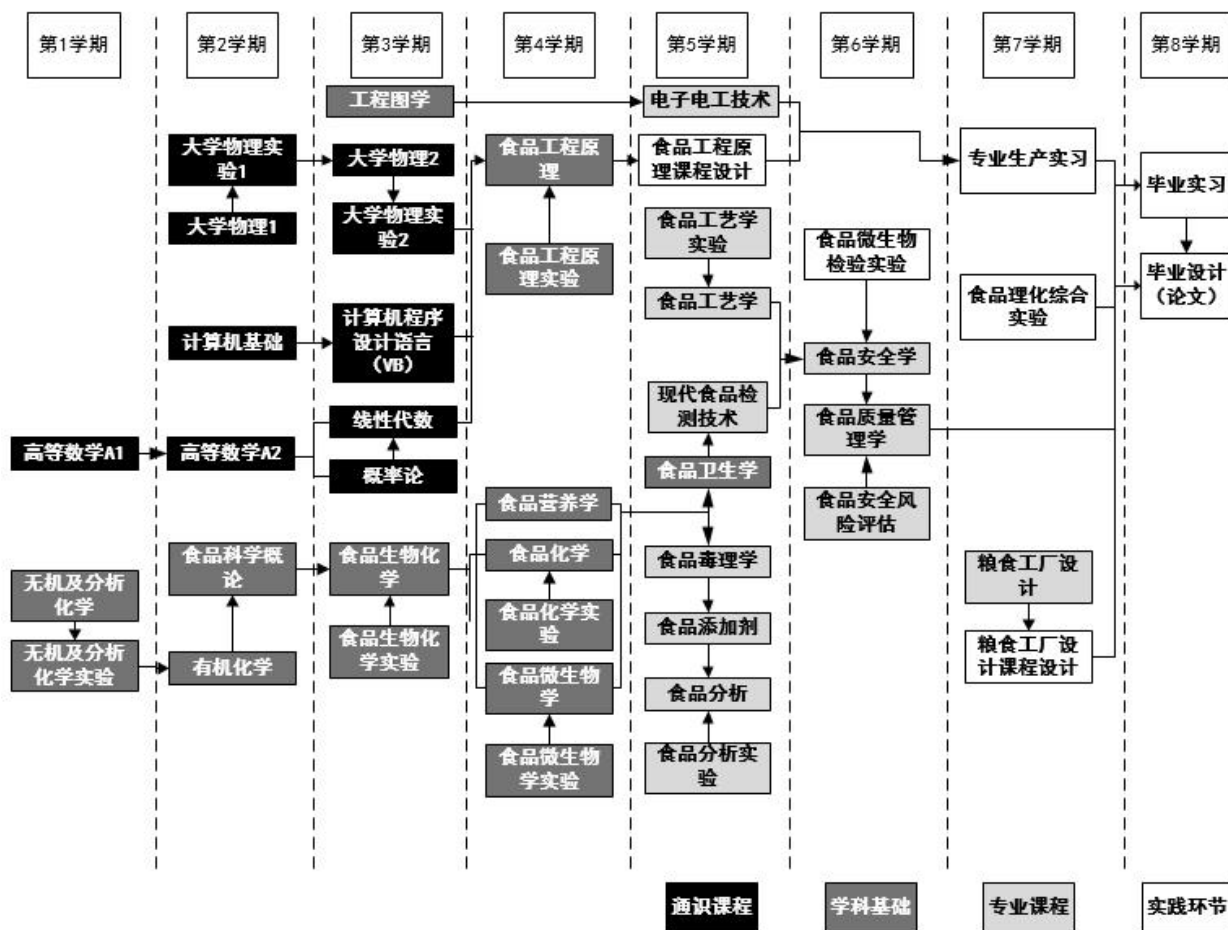 第1学期
第2学期
第3学期
第4学期
第5学期
第6学期
第7学期
第8学期
高等数学A1
无机及分析
化学
无机及分析
化学实验
大学物理实
验1
大学物理1
计算机基础
高等数学A2
食品科学概
论
有机化学
工程图学
大学物理2
大学物理实
验2
计算机程序
设计语言
（VB）
线性代数
概率论
食品生物化
学
食品生物化
学实验
食品工程原
理
食品工程原
理实验
食品营养学
食品化学
食品化学实
验
食品微生物
学
食品微生物
学实验
电子电工技术
食品工程原
理课程设计
食品工艺学
实验
食品工艺学
现代食品检
测技术
食品卫生学
食品毒理学
食品添加剂
食品分析
食品分析实
验
食品微生物
检验实验
食品安全学
食品质量管
理学
食品安全风
险评估
专业生产实习
食品理化综合
实验
粮食工厂设
计
粮食工厂设
计课程设计
毕业实习
毕业设计
（论文）
通识课程
学科基础
专业课程
实践环节